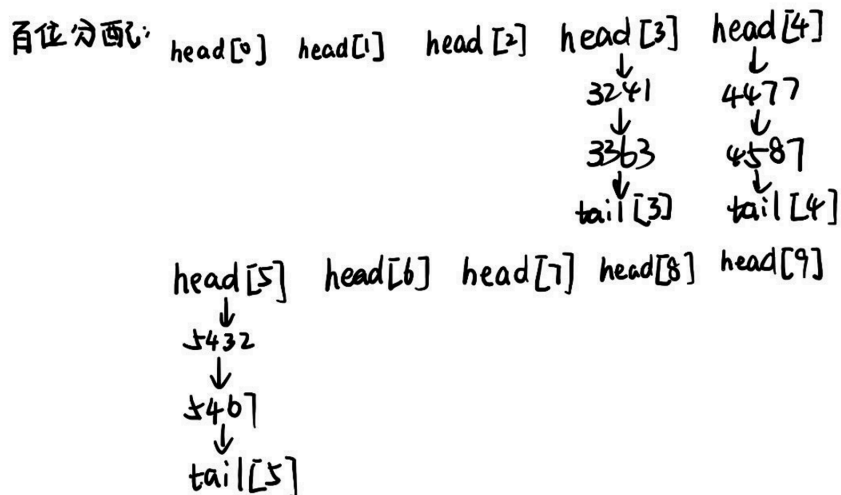 百位分配:
head[0] head[1] head[2] head[3] head[4]
↓ ↓
3241 4477
↓ ↓
3363 4587
↓ ↓
tail[3] tail[4]
head[5] head[6] head[7] head[8] head[9]
↓
5432
↓
5467
↓
tail[5]